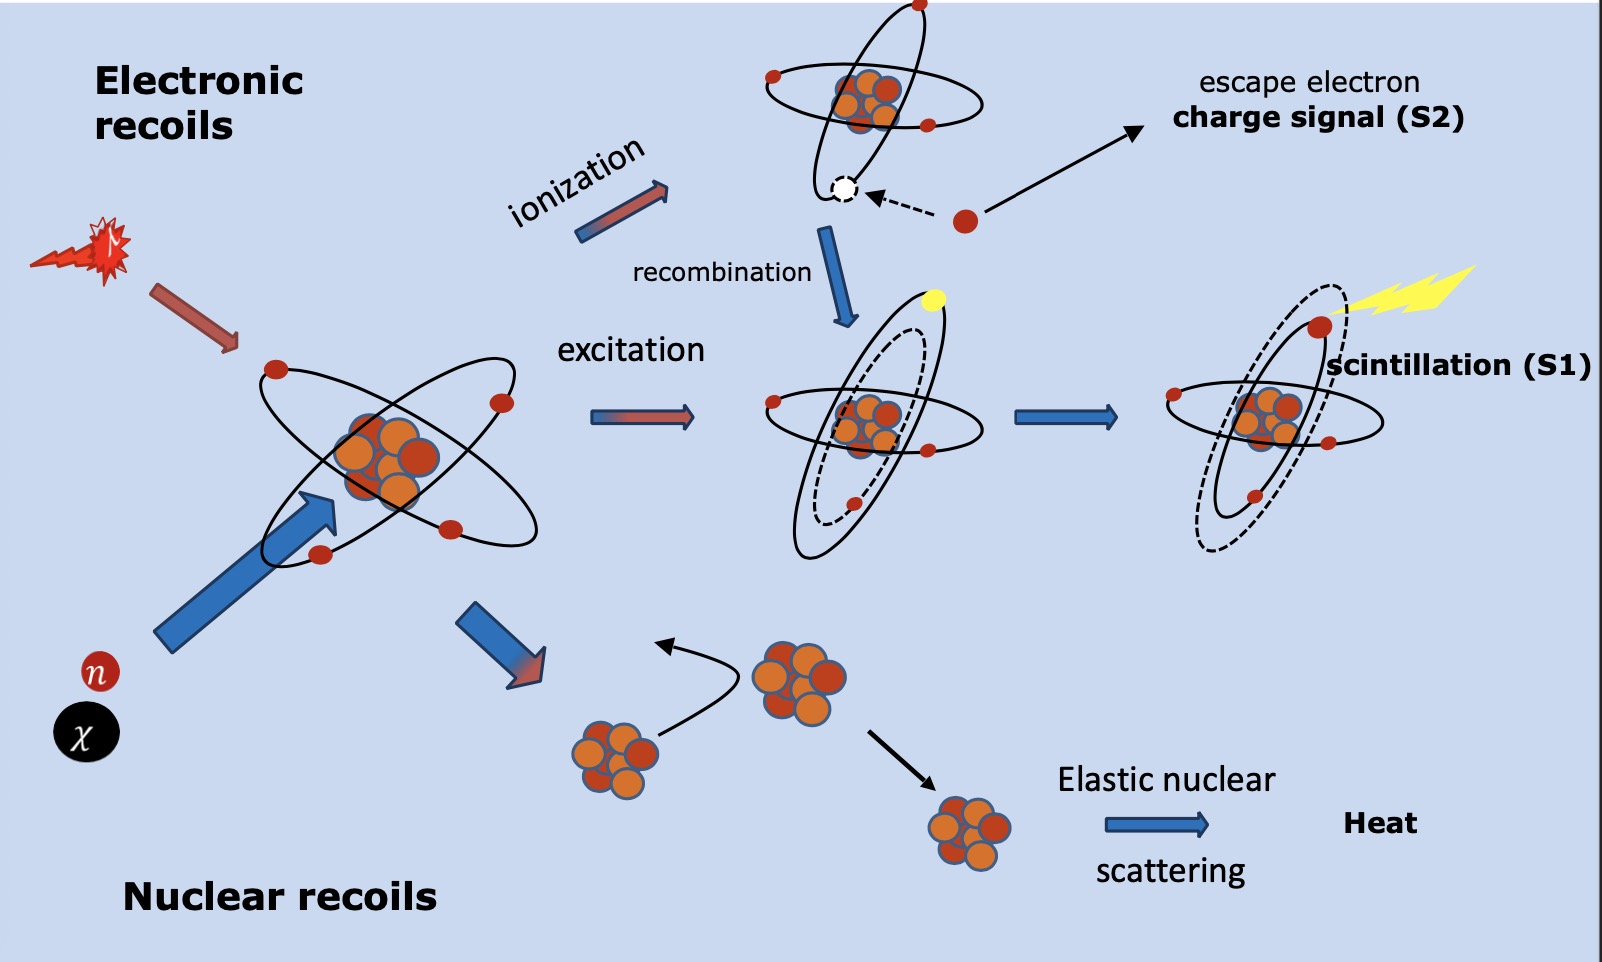 Electronic
recoils
escape electron
charge signal (S2)
ionization
recombination
excitation
scintillation (S1)
n
χ
Elastic nuclear
Heat
scattering
Nuclear recoils